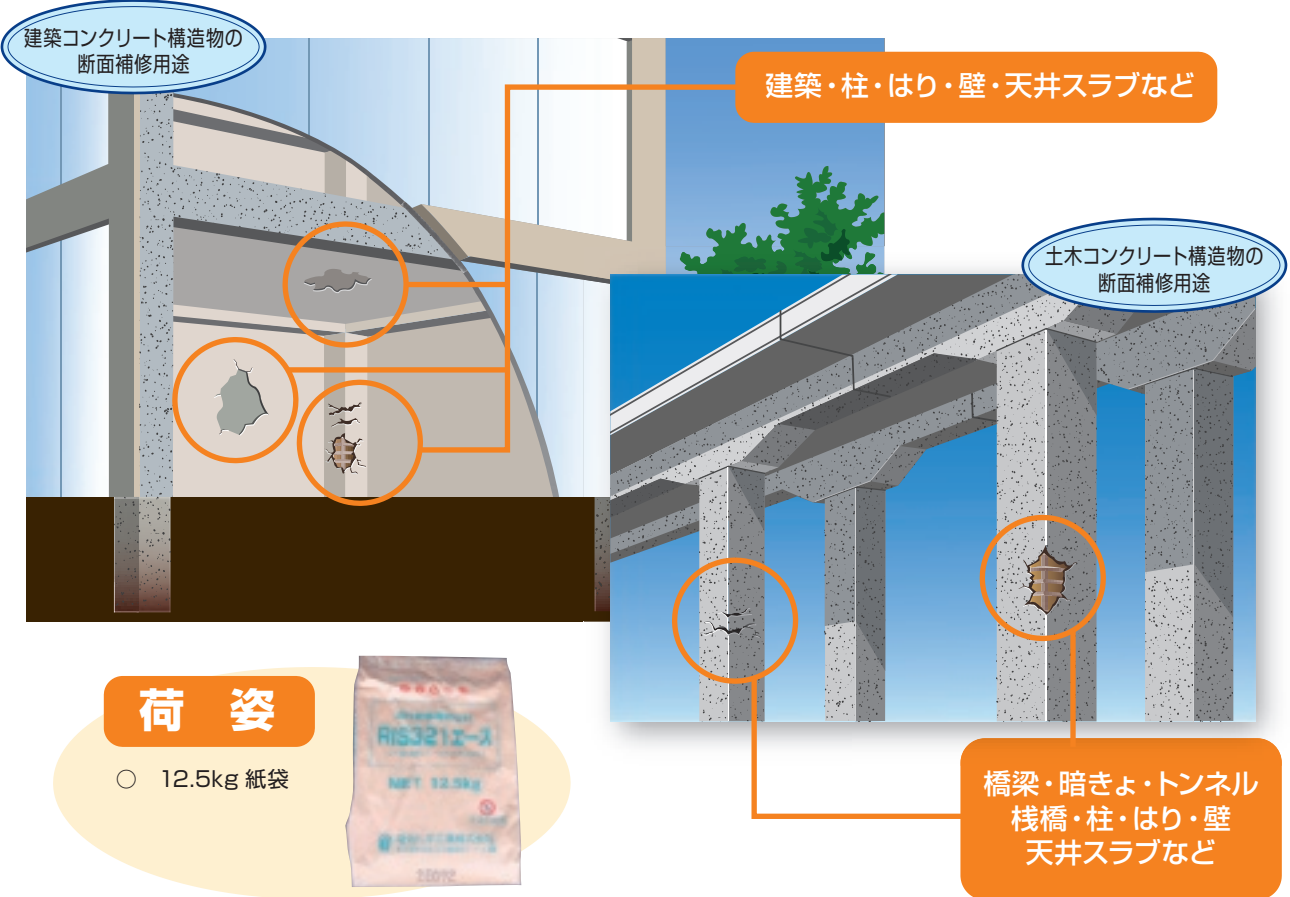 建築コンクリート構造物の
断面補修用途
建築・柱・はり・壁・天井スラブなど
土木コンクリート構造物の
断面補修用途
荷 姿
○ 12.5kg 紙袋
RIS321エース
NET 12.5kg
橋梁・暗きょ・トンネル
桟橋・柱・はり・壁
天井スラブなど